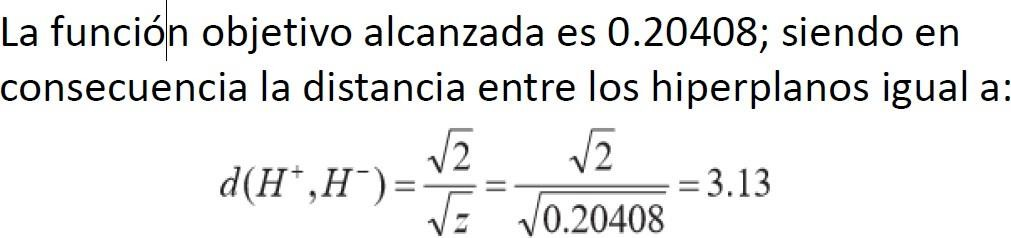 La función objetivo alcanzada es 0.20408; siendo en
consecuencia la distancia entre los hiperplanos igual a:
d(H⁺,H⁻) = √2/√z = √2/√0.20408 = 3.13